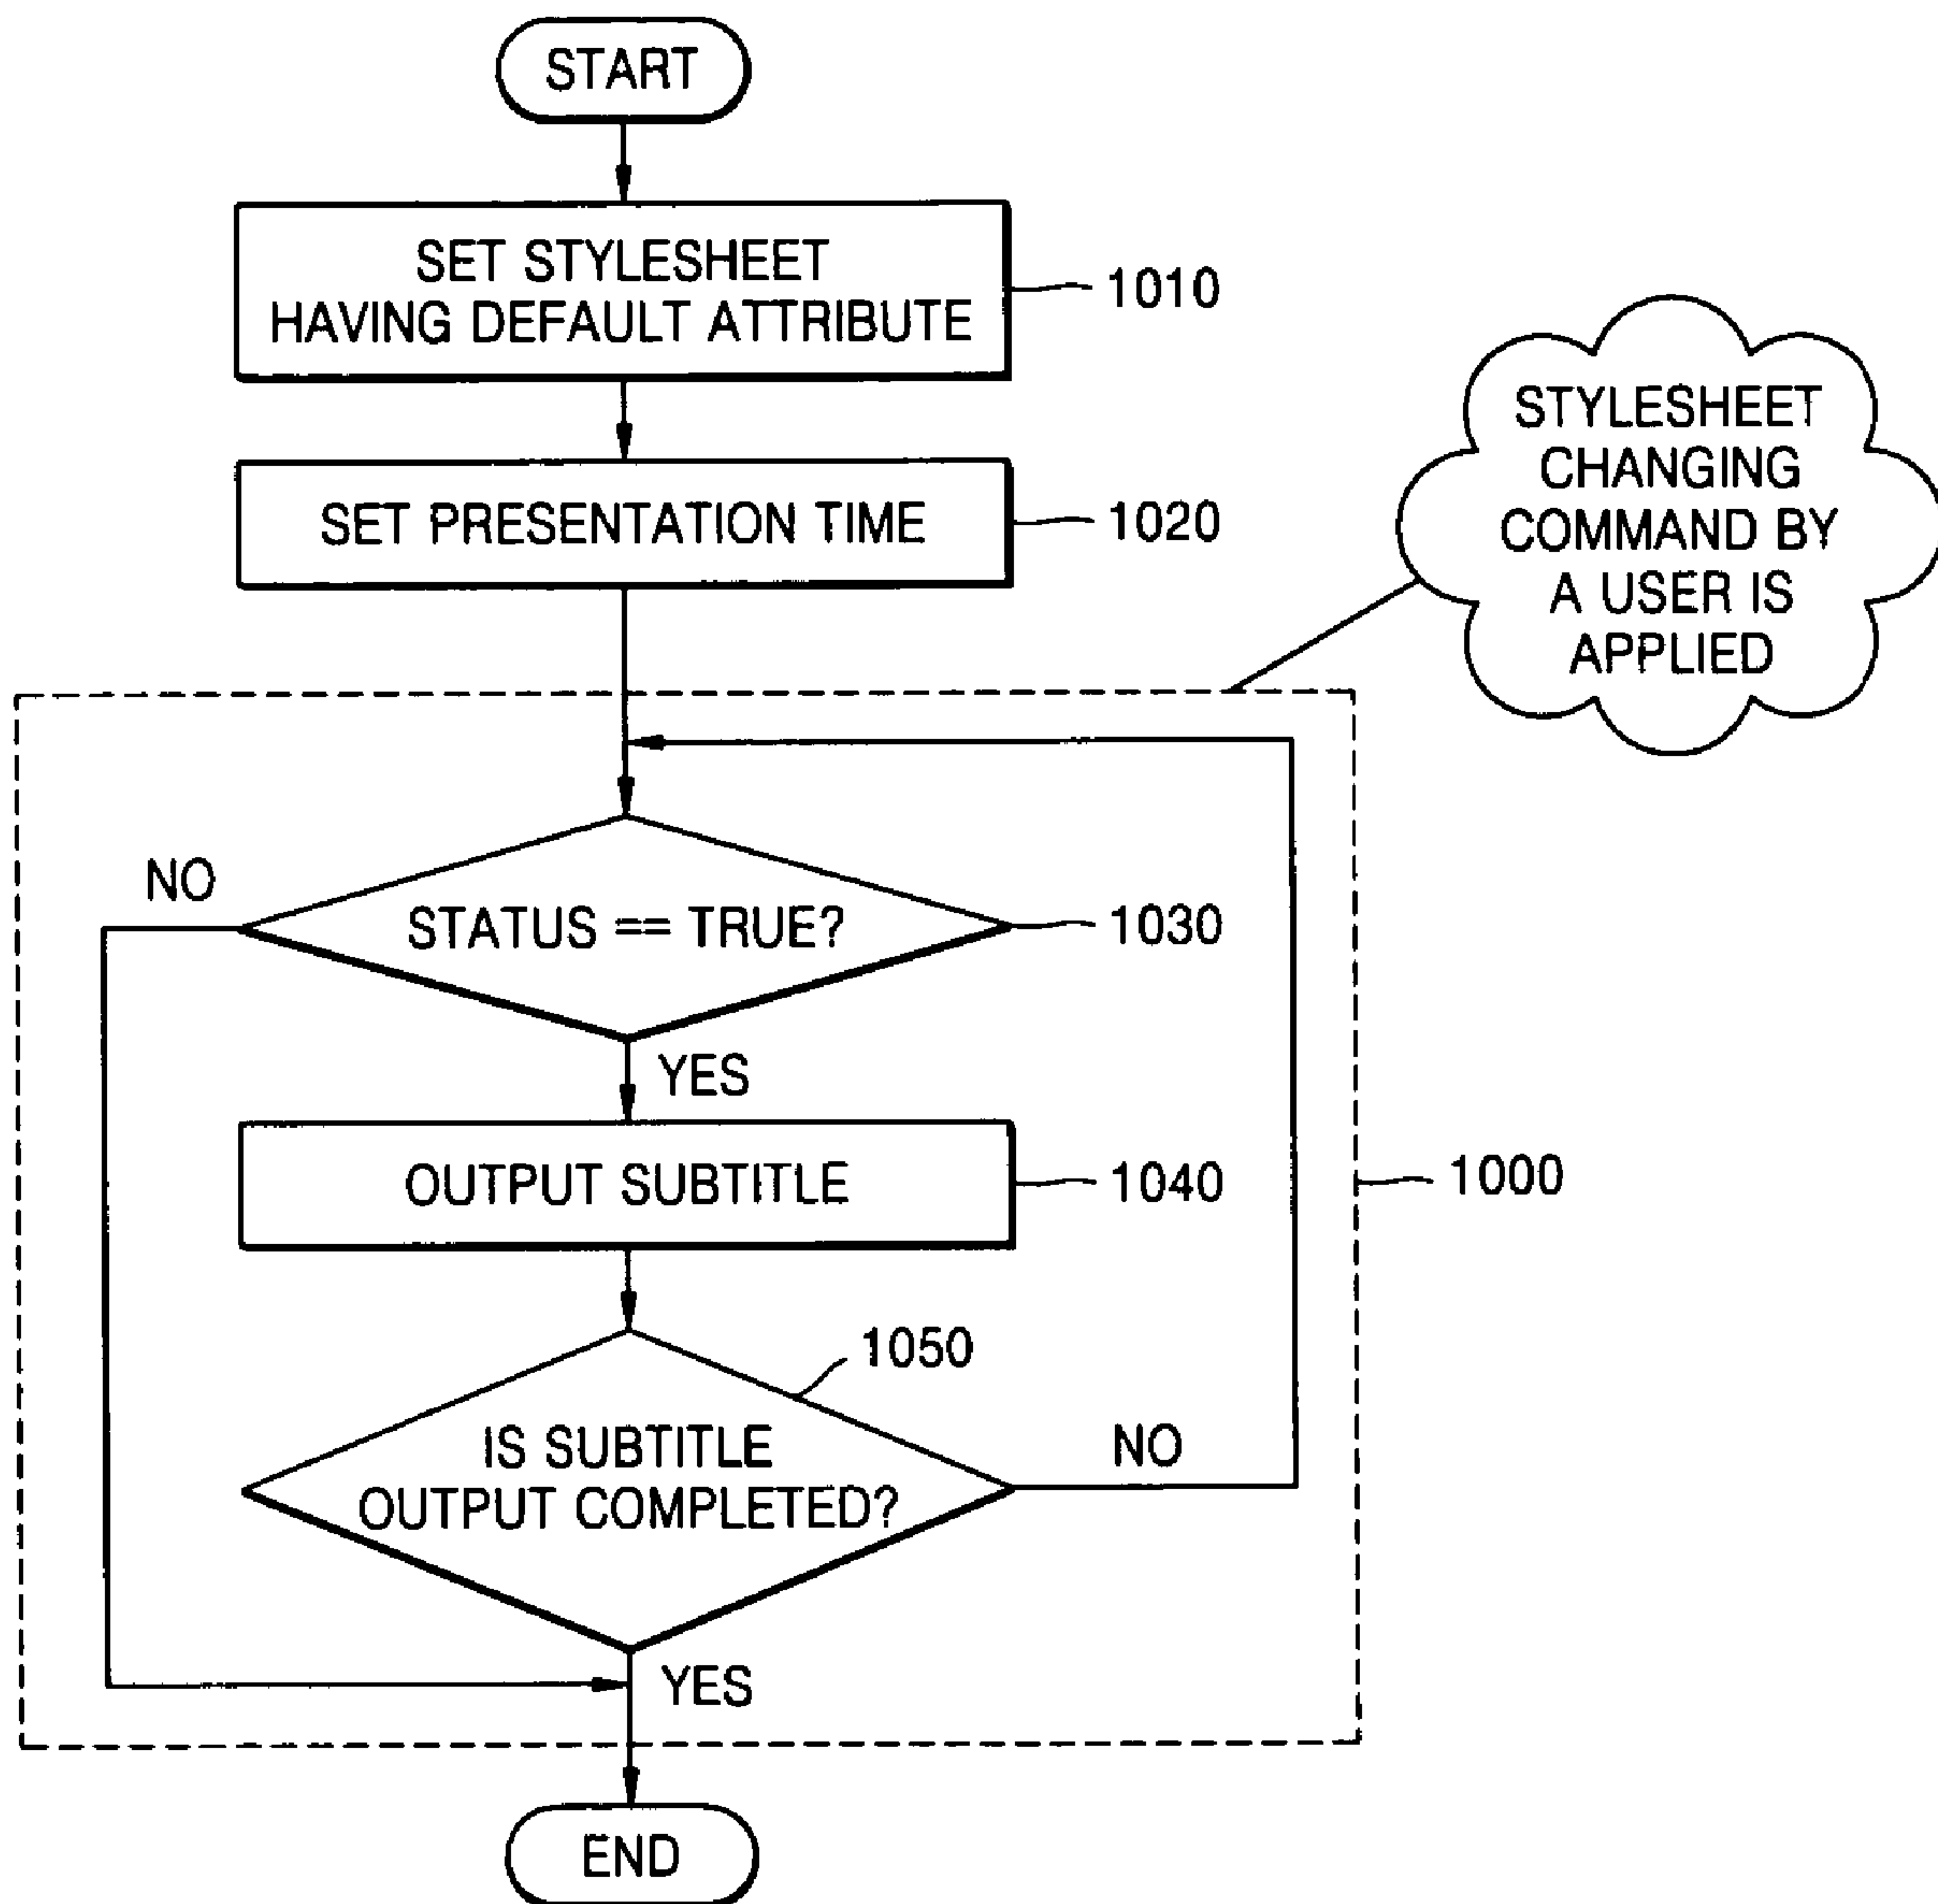 START
SET STYLESHEET
HAVING DEFAULT ATTRIBUTE
1010
SET PRESENTATION TIME
1020
STYLESHEET
CHANGING
COMMAND BY
A USER IS
APPLIED
NO
STATUS == TRUE?
1030
YES
OUTPUT SUBTITLE
1040
1000
1050
IS SUBTITLE
OUTPUT COMPLETED?
NO
YES
END